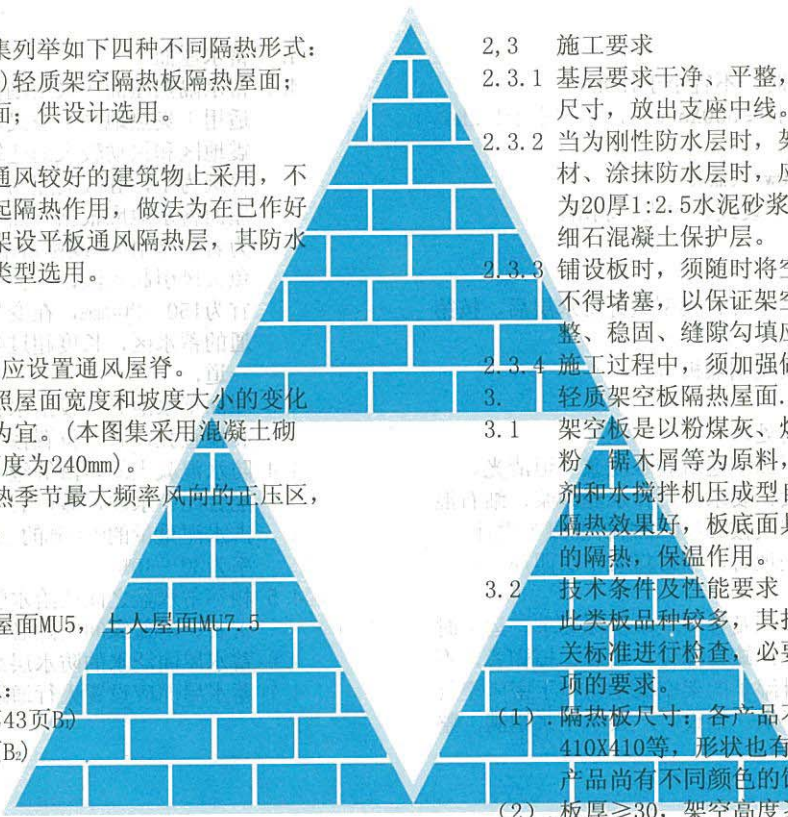 集列举如下四种不同隔热形式：
)轻质架空隔热板隔热屋面；
面；供设计选用。
通风较好的建筑物上采用，不
起隔热作用，做法为在已作好
架设平板通风隔热层，其防水
类型选用。
应设置通风屋脊。
照屋面宽度和坡度大小的变化
为宜。(本图集采用混凝土砌
度为240mm)。
热季节最大频率风向的正压区，
屋面MU5，上人屋面MU7.5
43页B₁)
B₂)
2,3 施工要求
2.3.1 基层要求干净、平整，
尺寸，放出支座中线。
2.3.2 当为刚性防水层时，架
材、涂抹防水层时，应
为20厚1:2.5水泥砂浆
细石混凝土保护层。
2.3.3 铺设板时，须随时将空
不得堵塞，以保证架空
整、稳固、缝隙勾填应
2.3.4 施工过程中，须加强
3. 轻质架空板隔热屋面.
3.1 架空板是以粉煤灰、
粉、锯木屑等为原料，
剂和水搅拌机压成型
隔热效果好，板底面具
的隔热，保温作用。
3.2 技术条件及性能要求
此类板品种较多，其
关标准进行检查，必要
项的要求。
(1).隔热板尺寸：各产品不
410X410等，形状也有
产品尚有不同颜色的
(2).板厚≥30，架空高度